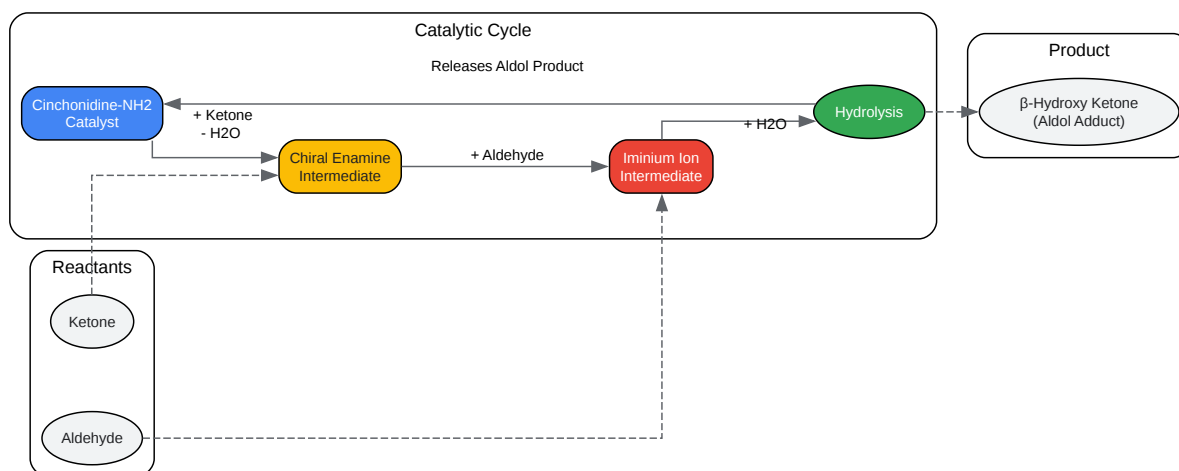 Catalytic Cycle
Releases Aldol Product
Cinchonidine-NH2
Catalyst
+ Ketone
- H2O
Chiral Enamine
Intermediate
+ Aldehyde
Iminium Ion
Intermediate
+ H2O
Hydrolysis
Product
β-Hydroxy Ketone
(Aldol Adduct)
Reactants
Ketone
Aldehyde